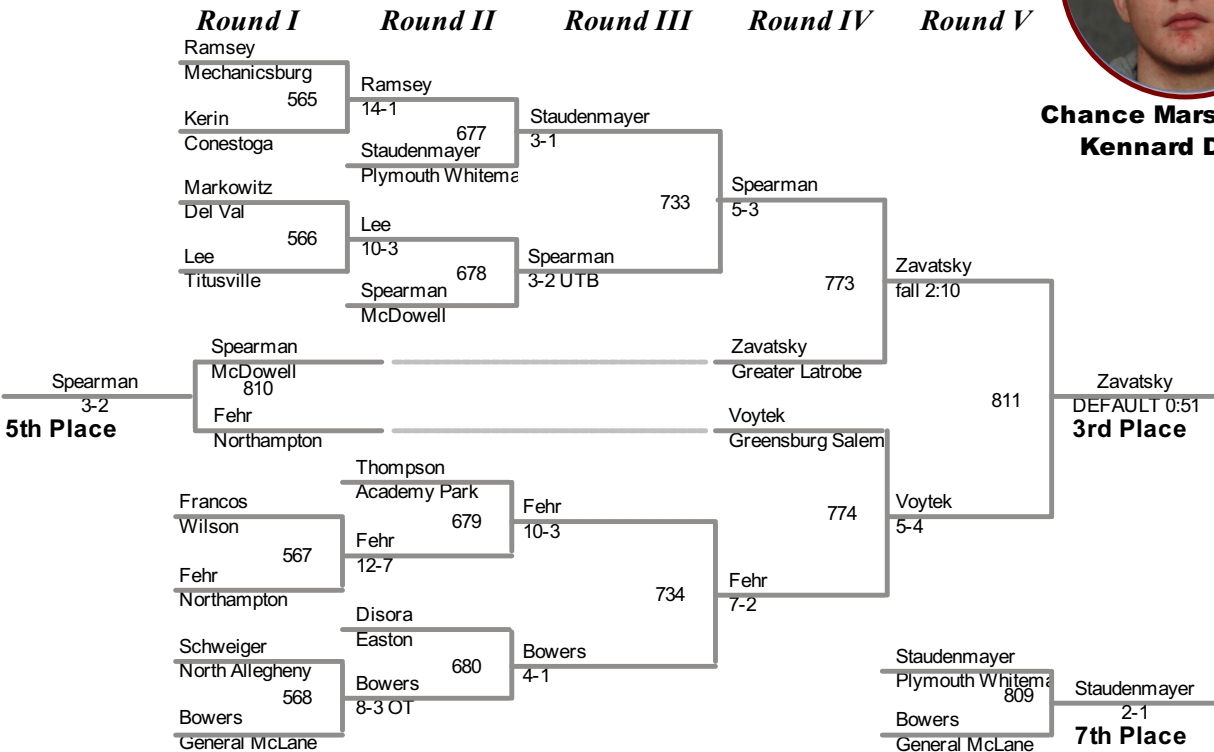 Round I Round II Round III Round IV Round V
Chance Mars
Kennard D
Ramsey
Mechanicsburg
565
Kerin
Conestoga
Ramsey
14-1
677
Staudenmayer
Plymouth Whitema
Staudenmayer
3-1
Markowitz
Del Val
566
Lee
Titusville
Lee
10-3
678
Spearman
McDowell
Spearman
3-2 UTB
733
Spearman
5-3
773
Zavatsky
Greater Latrobe
Zavatsky
fall 2:10
Spearman
McDowell
810
Fehr
Northampton
Spearman
3-2
5th Place
Voytek
Greensburg Salem
811
Zavatsky
DEFAULT 0:51
3rd Place
Thompson
Academy Park
679
Francos
Wilson
567
Fehr
Northampton
Fehr
12-7
Fehr
10-3
774
Voytek
5-4
734
Fehr
7-2
Disora
Easton
680
Schweiger
North Allegheny
568
Bowers
General McLane
Bowers
8-3 OT
Bowers
4-1
Staudenmayer
Plymouth Whitema
809
Bowers
General McLane
Staudenmayer
2-1
7th Place